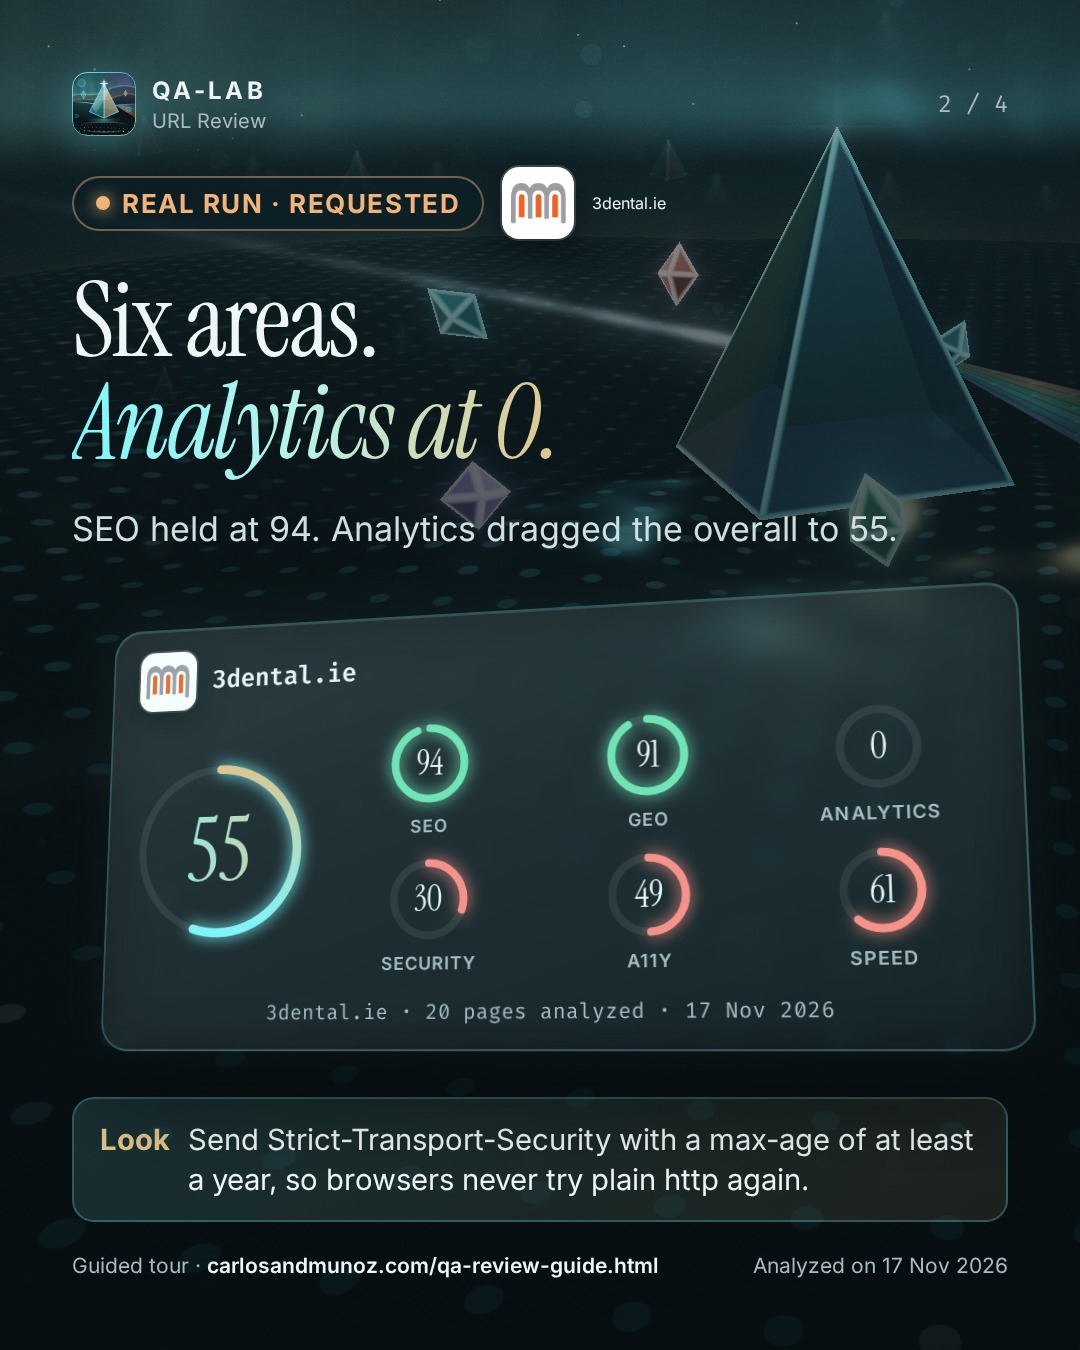 QA-LAB
URL Review
2 / 4
REAL RUN · REQUESTED
3dental.ie
Six areas.
Analytics at 0.
SEO held at 94. Analytics dragged the overall to 55.
3dental.ie
55
94
SEO
91
GEO
0
ANALYTICS
30
SECURITY
49
A11Y
61
SPEED
3dental.ie · 20 pages analyzed · 17 Nov 2026
Look Send Strict-Transport-Security with a max-age of at least
a year, so browsers never try plain http again.
Guided tour · carlosandmunoz.com/qa-review-guide.html
Analyzed on 17 Nov 2026